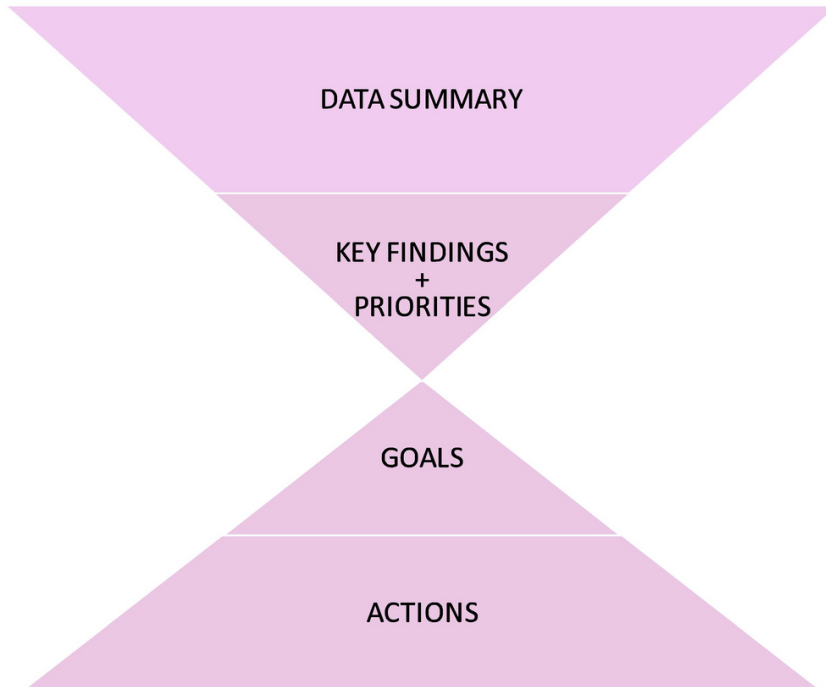 DATA SUMMARY
KEY FINDINGS
+
PRIORITIES
GOALS
ACTIONS